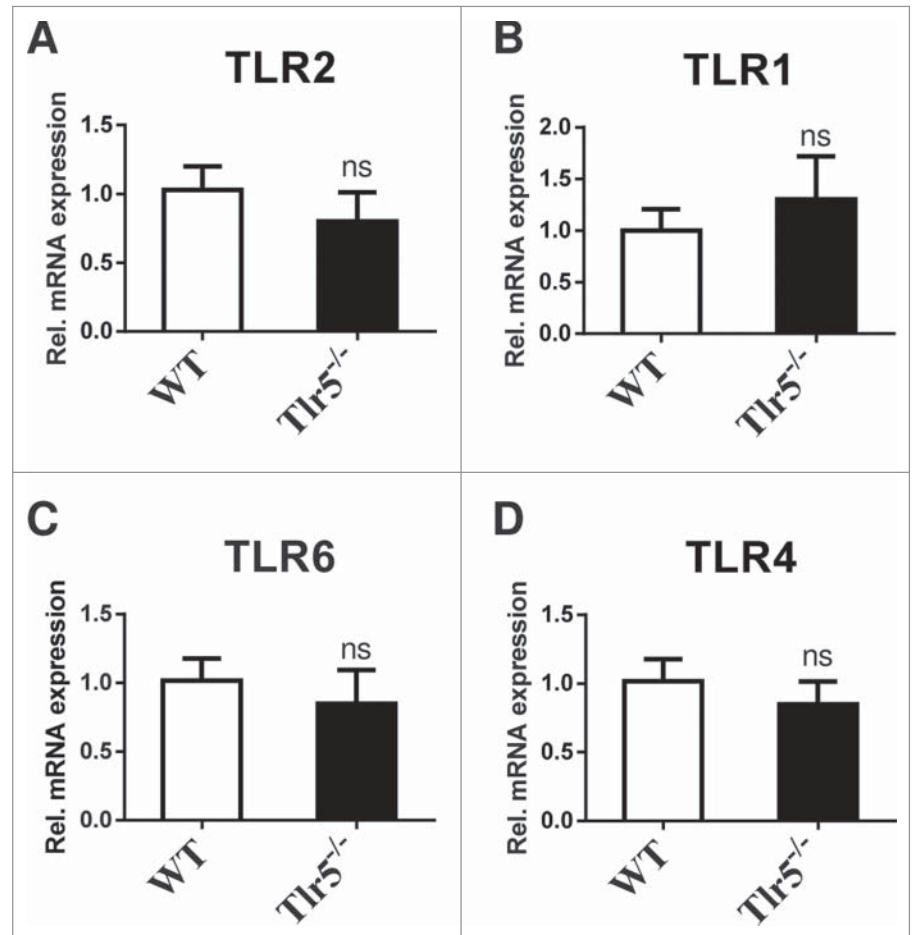 A
TLR2
Rel. mRNA expression
1.5
1.0
0.5
0.0
ns
WT
Tlr5-/-
B
TLR1
Rel. mRNA expression
2.0
1.5
1.0
0.5
0.0
ns
WT
Tlr5-/-
C
TLR6
Rel. mRNA expression
1.5
1.0
0.5
0.0
ns
WT
Tlr5-/-
D
TLR4
Rel. mRNA expression
1.5
1.0
0.5
0.0
ns
WT
Tlr5-/-